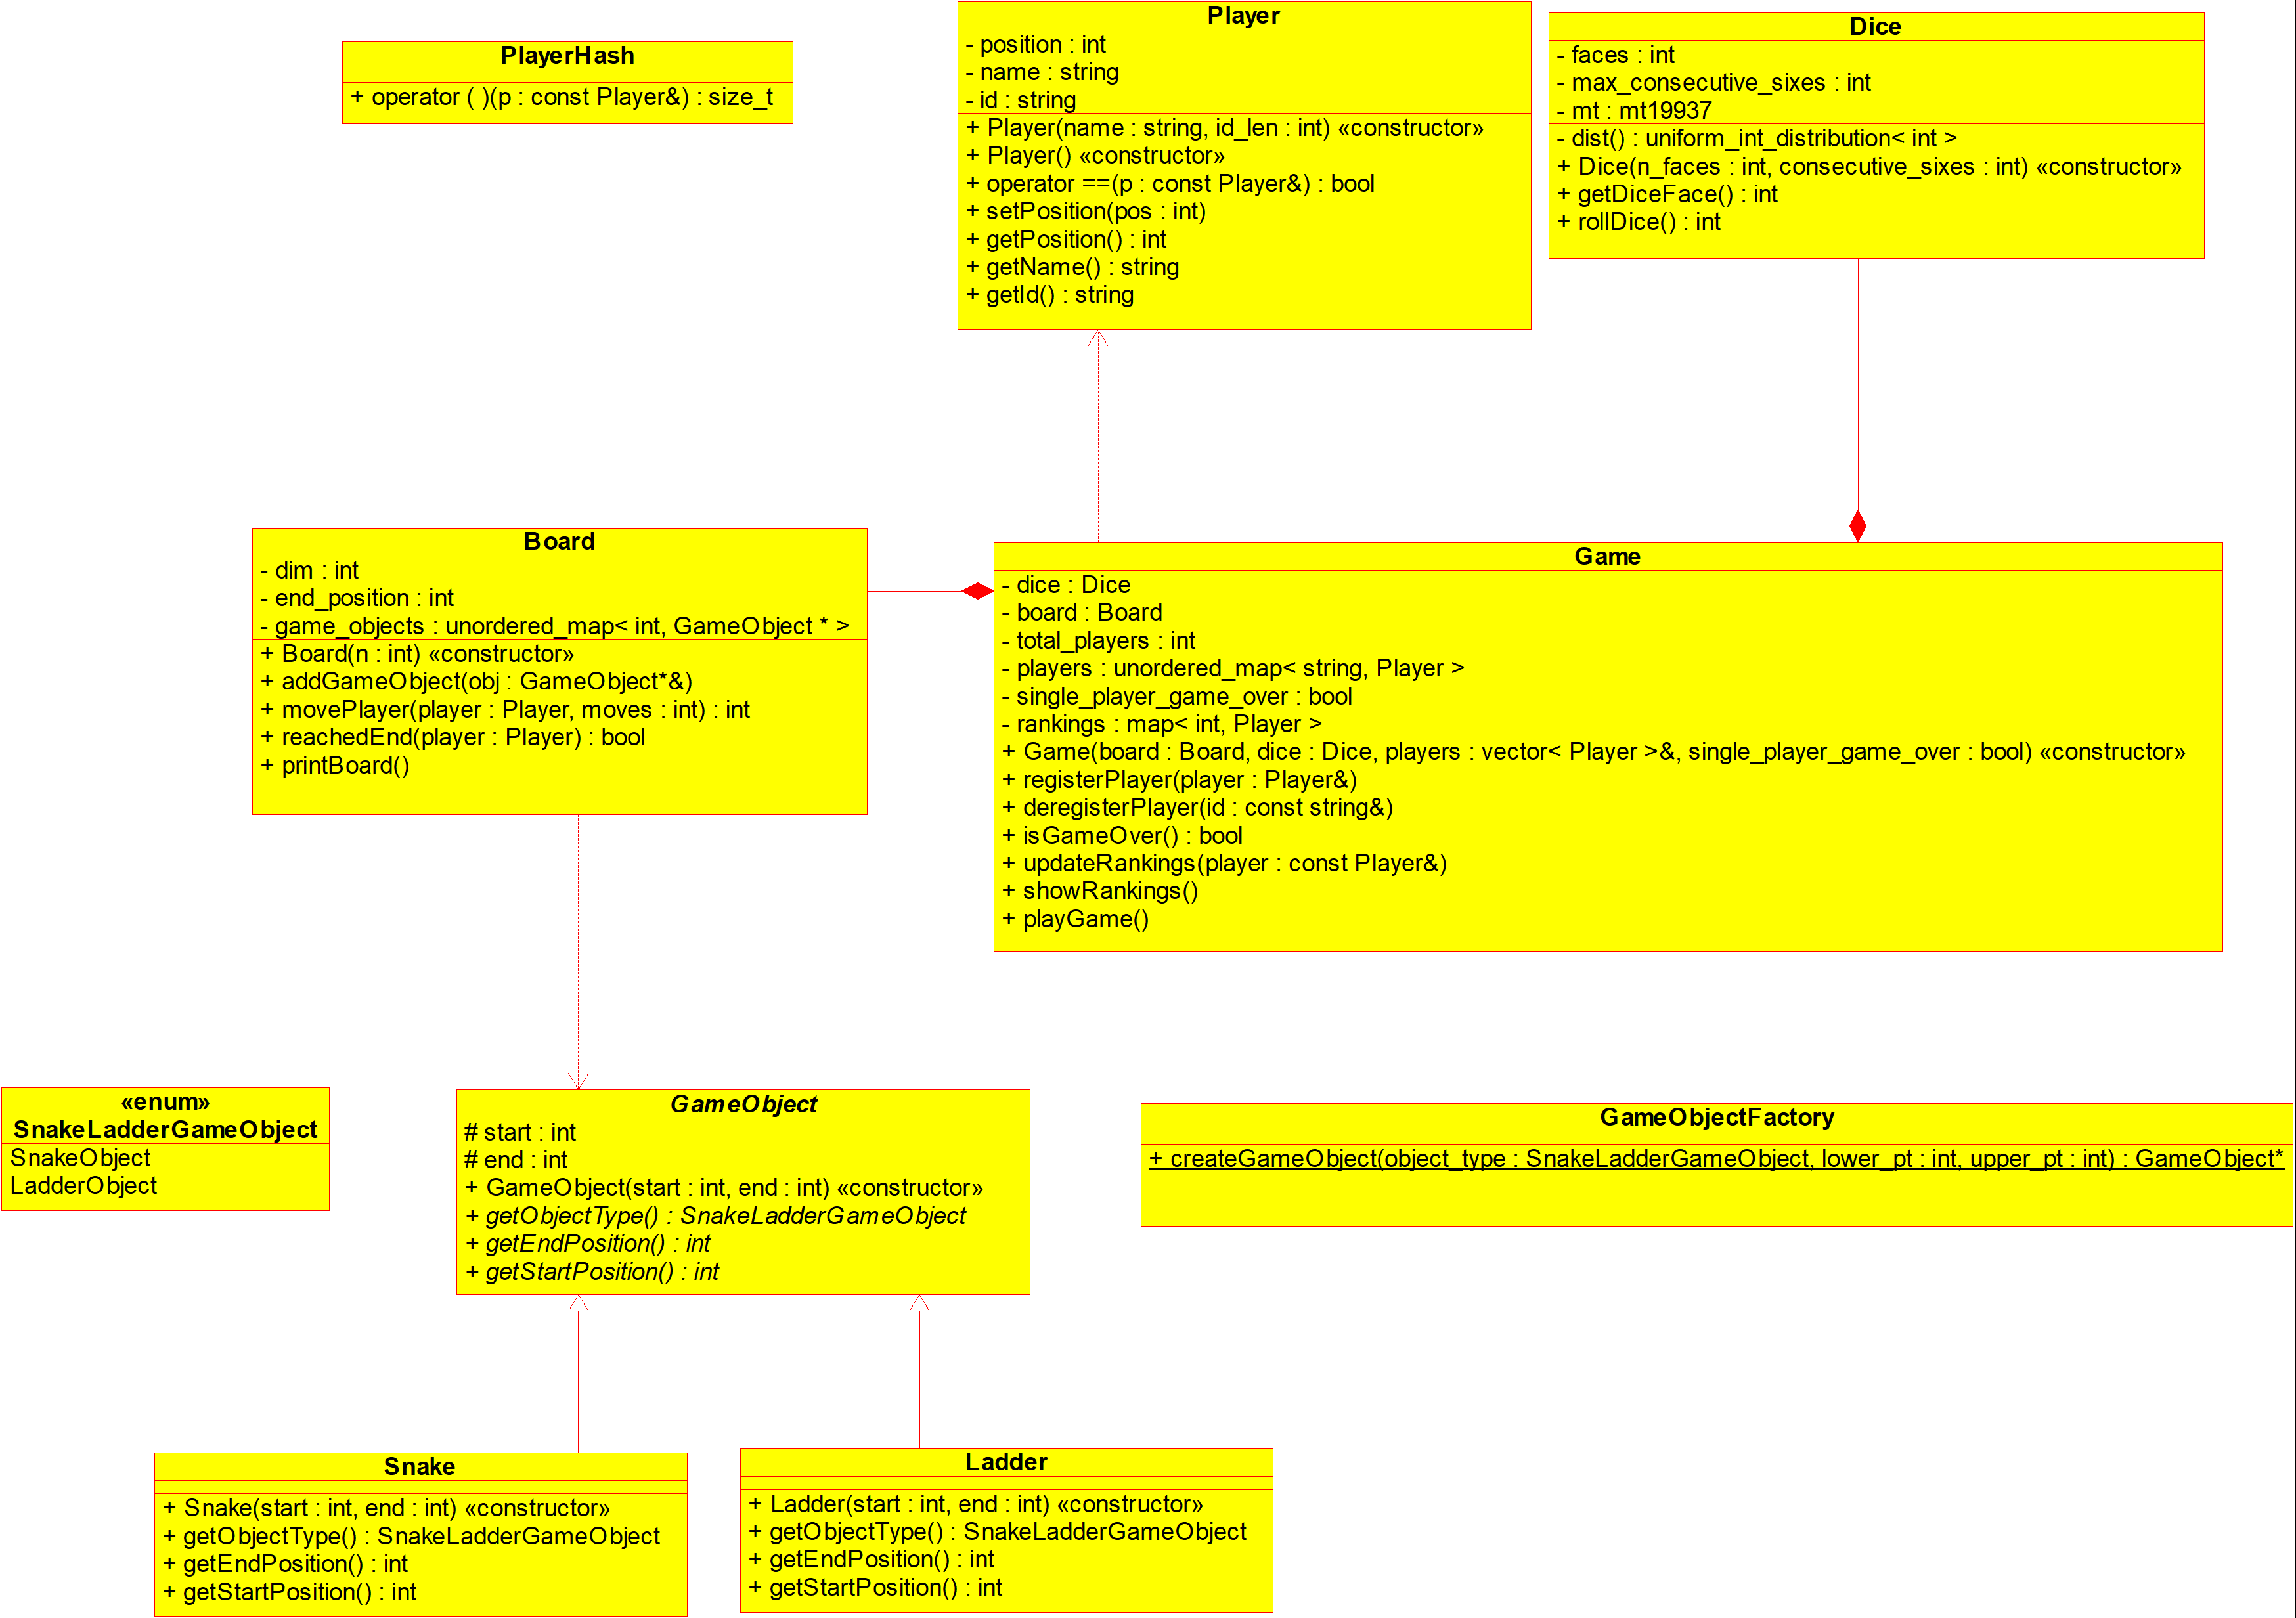 PlayerHash
+ operator ( )(p : const Player&) : size_t
Player
- position : int
- name : string
- id : string
+ Player(name : string, id_len : int) «constructor»
+ Player() «constructor»
+ operator ==(p : const Player&) : bool
+ setPosition(pos : int)
+ getPosition() : int
+ getName() : string
+ getId() : string
Dice
- faces : int
- max_consecutive_sixes : int
- mt : mt19937
- dist() : uniform_int_distribution< int >
+ Dice(n_faces : int, consecutive_sixes : int) «constructor»
+ getDiceFace() : int
+ rollDice() : int
Board
- dim : int
- end_position : int
- game_objects : unordered_map< int, GameObject * >
+ Board(n : int) «constructor»
+ addGameObject(obj : GameObject*&)
+ movePlayer(player : Player, moves : int) : int
+ reachedEnd(player : Player) : bool
+ printBoard()
Game
- dice : Dice
- board : Board
- total_players : int
- players : unordered_map< string, Player >
- single_player_game_over : bool
- rankings : map< int, Player >
+ Game(board : Board, dice : Dice, players : vector< Player >&, single_player_game_over : bool) «constructor»
+ registerPlayer(player : Player&)
+ deregisterPlayer(id : const string&)
+ isGameOver() : bool
+ updateRankings(player : const Player&)
+ showRankings()
+ playGame()
«enum»
SnakeLadderGameObject
SnakeObject
LadderObject
GameObject
# start : int
# end : int
+ GameObject(start : int, end : int) «constructor»
+ getObjectType() : SnakeLadderGameObject
+ getEndPosition() : int
+ getStartPosition() : int
GameObjectFactory
+ createGameObject(object_type : SnakeLadderGameObject, lower_pt : int, upper_pt : int) : GameObject*
Snake
+ Snake(start : int, end : int) «constructor»
+ getObjectType() : SnakeLadderGameObject
+ getEndPosition() : int
+ getStartPosition() : int
Ladder
+ Ladder(start : int, end : int) «constructor»
+ getObjectType() : SnakeLadderGameObject
+ getEndPosition() : int
+ getStartPosition() : int